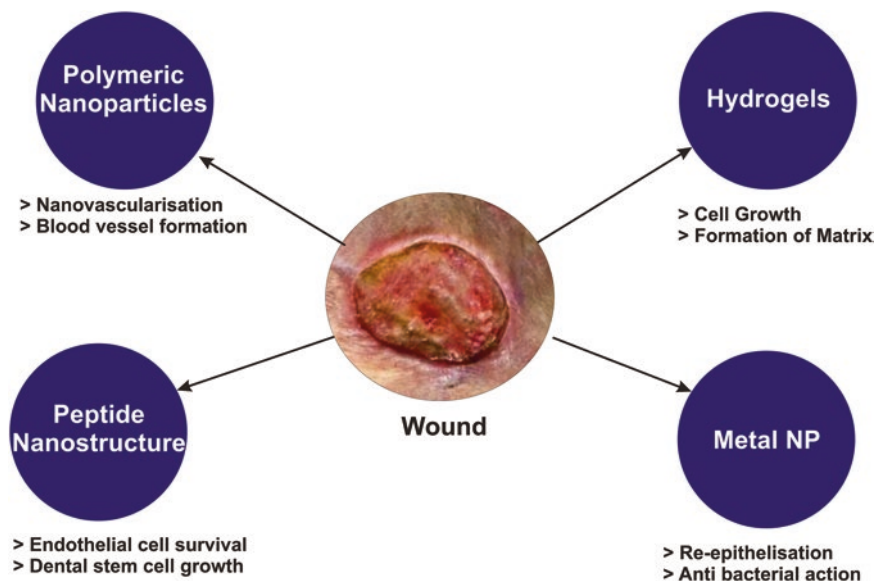 Polymeric
Nanoparticles
> Nanovascularisation
> Blood vessel formation
Hydrogels
> Cell Growth
> Formation of Matrix
Wound
Peptide
Nanostructure
> Endothelial cell survival
> Dental stem cell growth
Metal NP
> Re-epithelisation
> Anti bacterial action